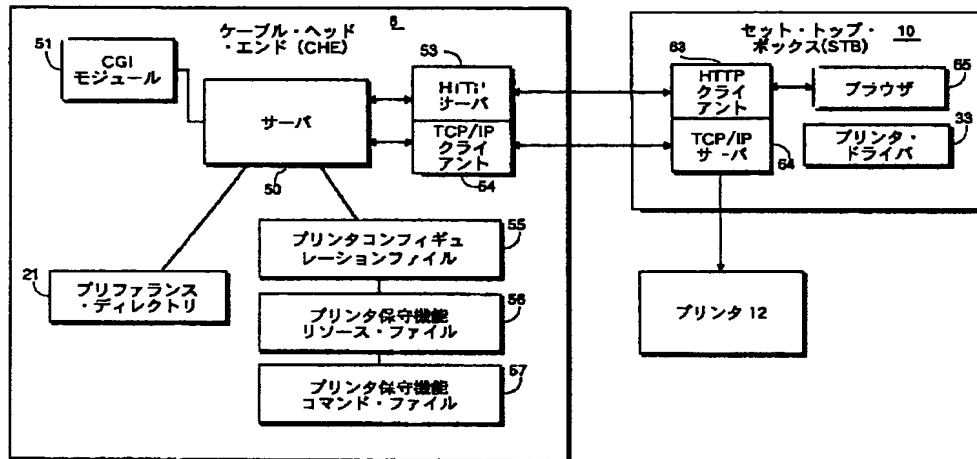 6
ケーブル・ヘッド
・エンド (CHE)
51
CGI
モジュール
サーバ
50
53
HTTP
サーバ
TCP/IP
クライ
アント
54
プリンタコンフィギュ
レーションファイル
55
21
プリファランス
・ディレクトリ
プリンタ保守機能
リソース・ファイル
56
プリンタ保守機能
コマンド・ファイル
57
セット・トップ・
ボックス(STB)
10
63
HTTP
クライ
アント
TCP/IP
サーバ
64
ブラウザ
65
プリンタ・
ドライバ
33
プリンタ 12